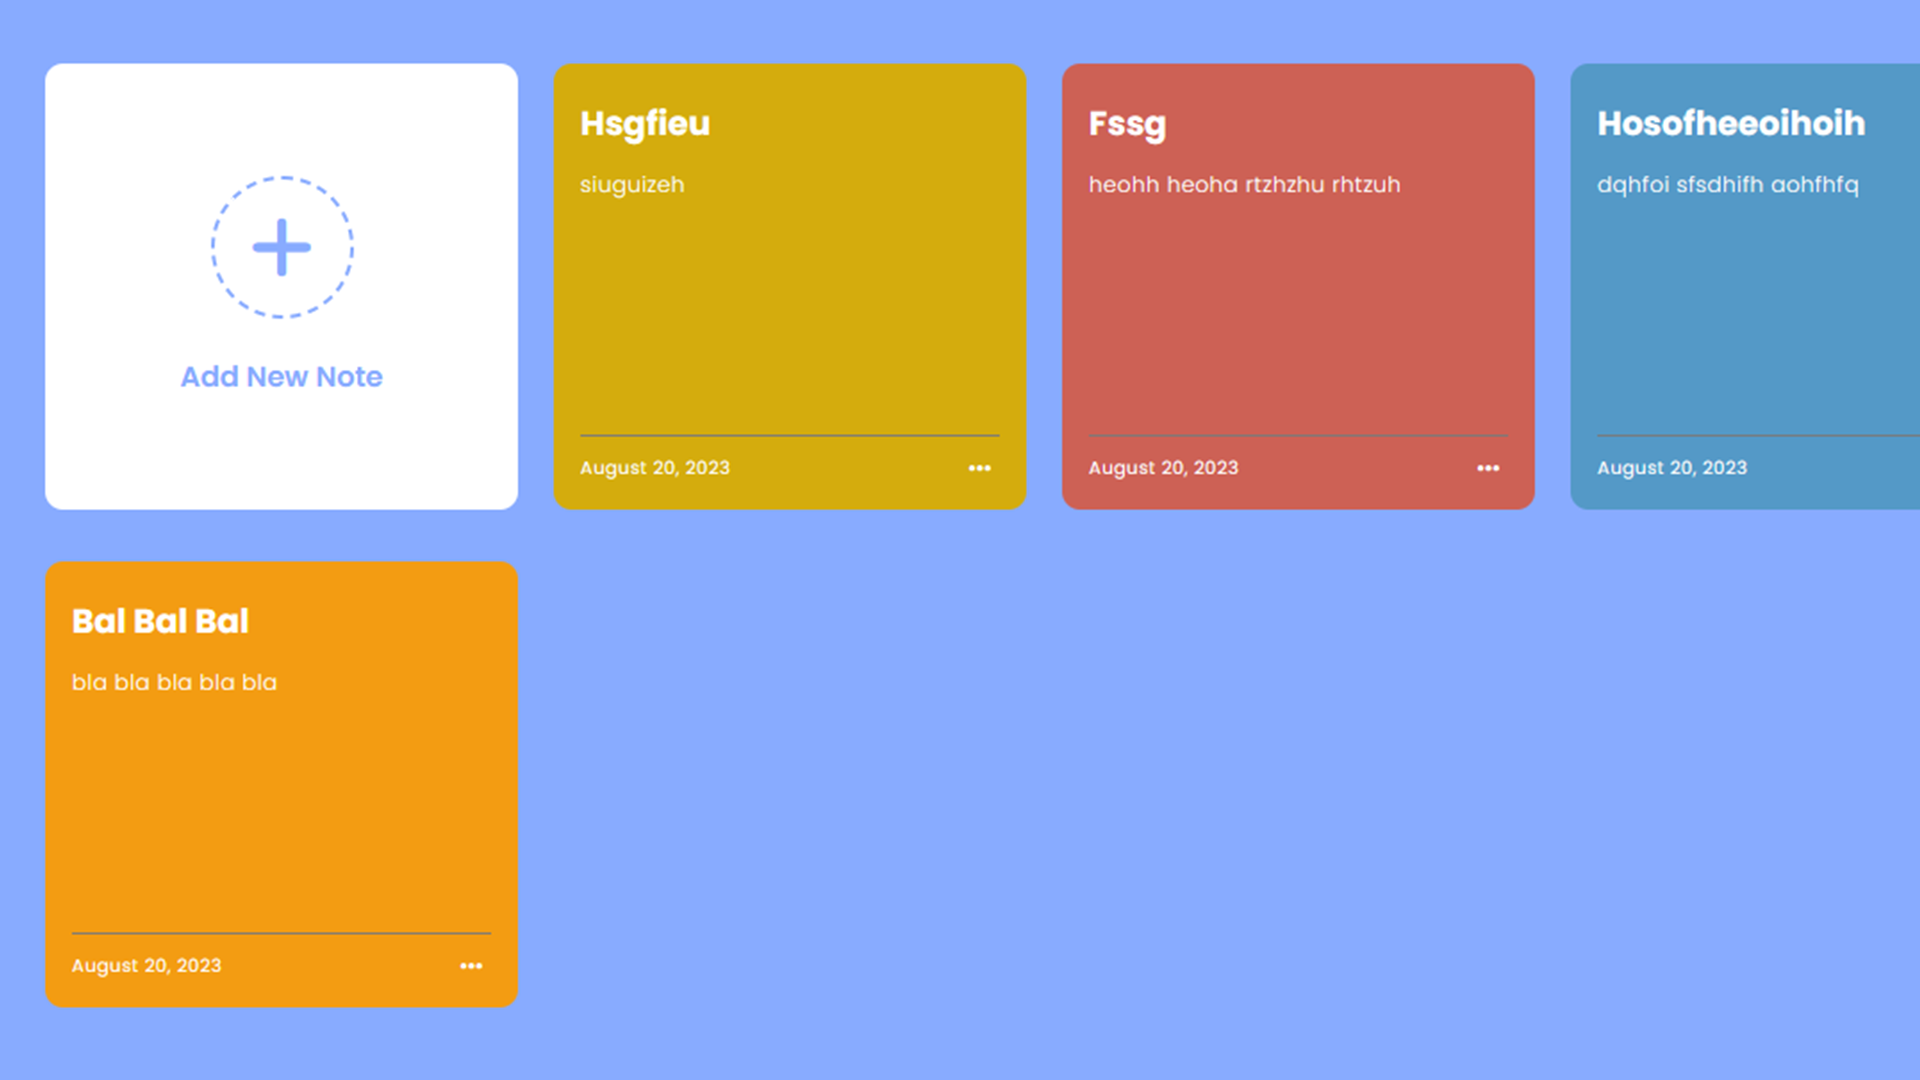 Add New Note
Hsgfieu
siuguizeh
August 20, 2023
Fssg
heohh heoha rtzhzhu rhtzuh
August 20, 2023
Hosofheeoihoih
dqhfoi sfsdhifh aohfhfq
August 20, 2023
Bal Bal Bal
bla bla bla bla bla
August 20, 2023